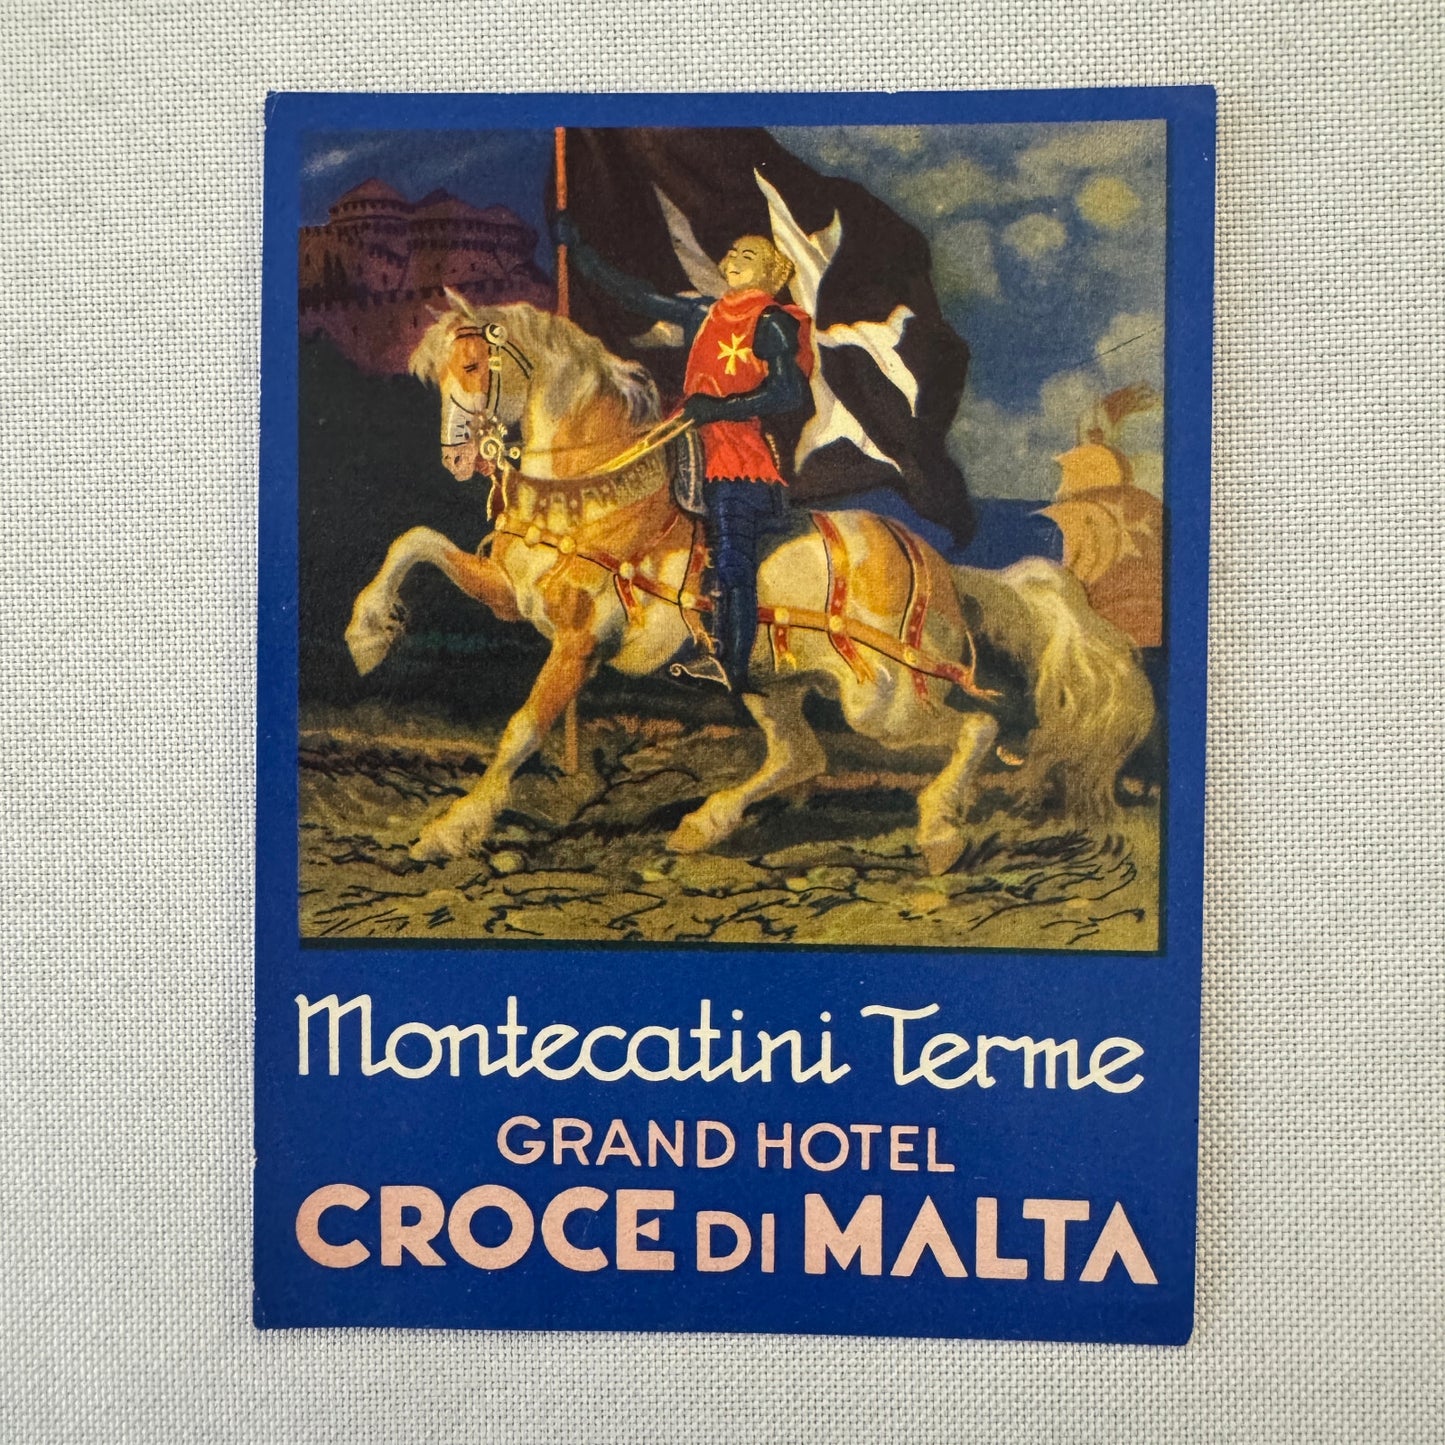 Montecatini Terme
GRAND HOTEL
CROCE DI MALTA